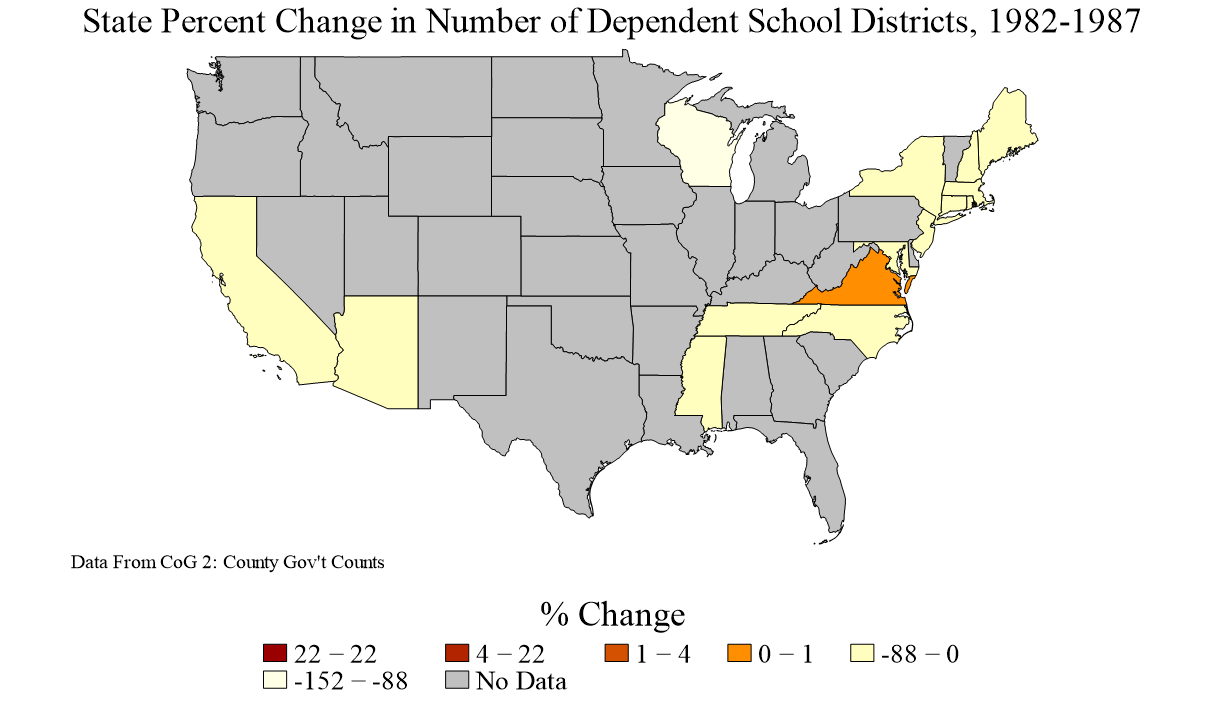 State Percent Change in Number of Dependent School Districts, 1982-1987
Data From CoG 2: County Gov't Counts
% Change
22 − 22 4 − 22 1 − 4 0 − 1 -88 − 0
-152 − -88 No Data